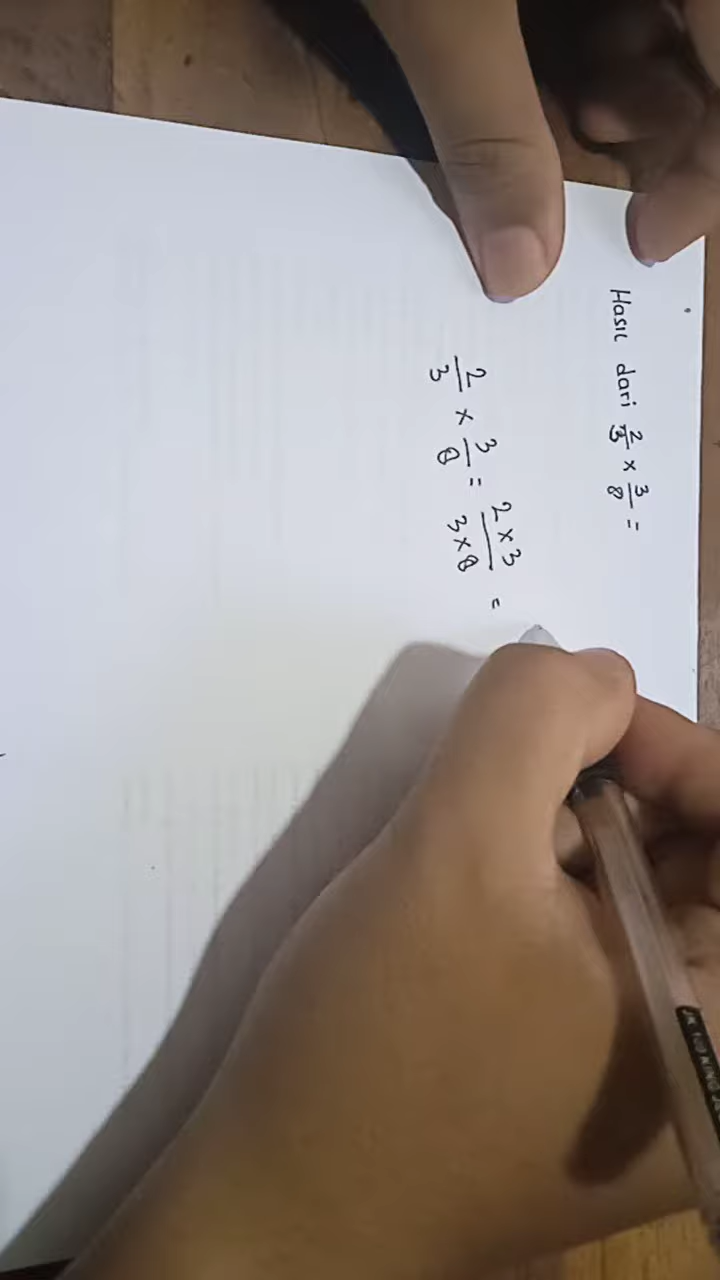 Hasil dari 2/3 × 3/8 =
2/3 × 3/8 = 2 × 3 / 3 × 8 =